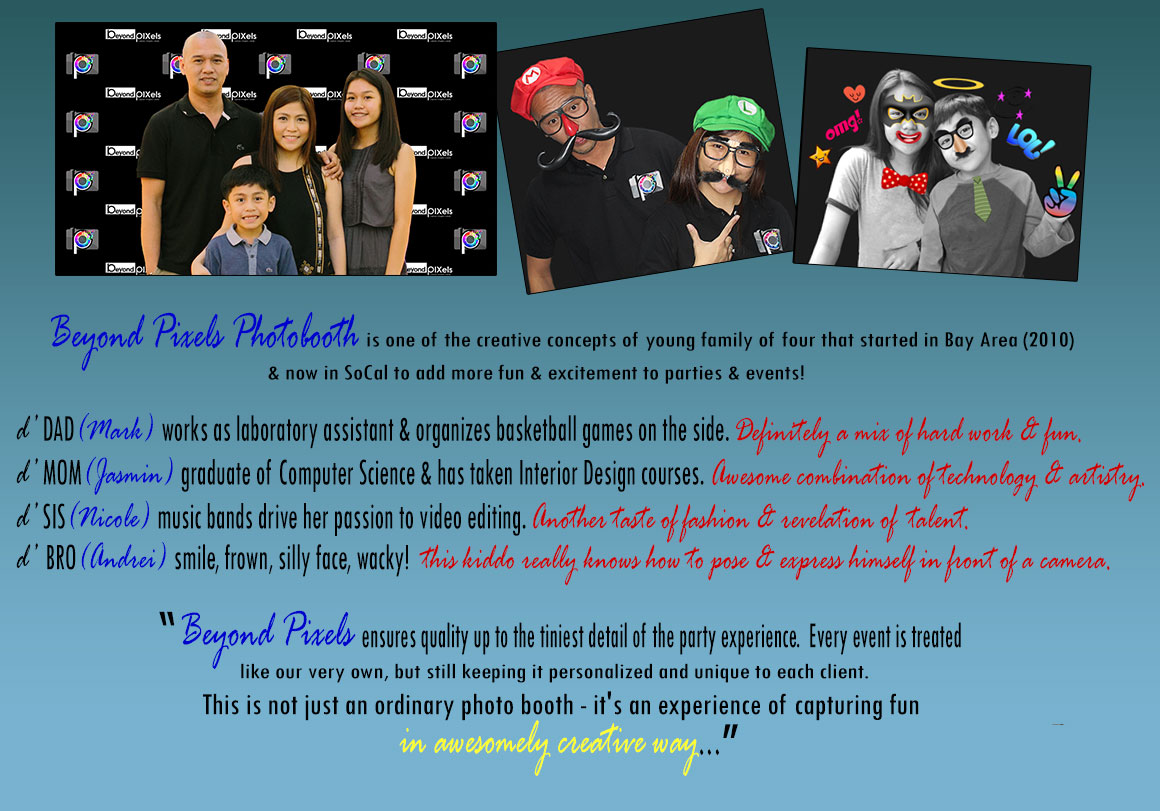 beyond pIXels beyond pIXels beyond pIXels beyond pIXels
beyond pIXels beyond pIXels
beyond pIXels beyond pIXels
beyond pIXels beyond pIXels
beyond pIXels beyond pIXels
M
L
omg!
LOL!
Beyond Pixels Photobooth is one of the creative concepts of young family of four that started in Bay Area (2010)
& now in SoCal to add more fun & excitement to parties & events!
d' DAD (Mark) works as laboratory assistant & organizes basketball games on the side. Definitely a mix of hard work & fun.
d' MOM (Jasmin) graduate of Computer Science & has taken Interior Design courses. Awesome combination of technology & artistry.
d' SIS (Nicole) music bands drive her passion to video editing. Another taste of fashion & revelation of talent.
d' BRO (Andrei) smile, frown, silly face, wacky! this kiddo really knows how to pose & express himself in front of a camera.
“ Beyond Pixels ensures quality up to the tiniest detail of the party experience. Every event is treated
like our very own, but still keeping it personalized and unique to each client.
This is not just an ordinary photo booth - it's an experience of capturing fun
in awesomely creative way...”